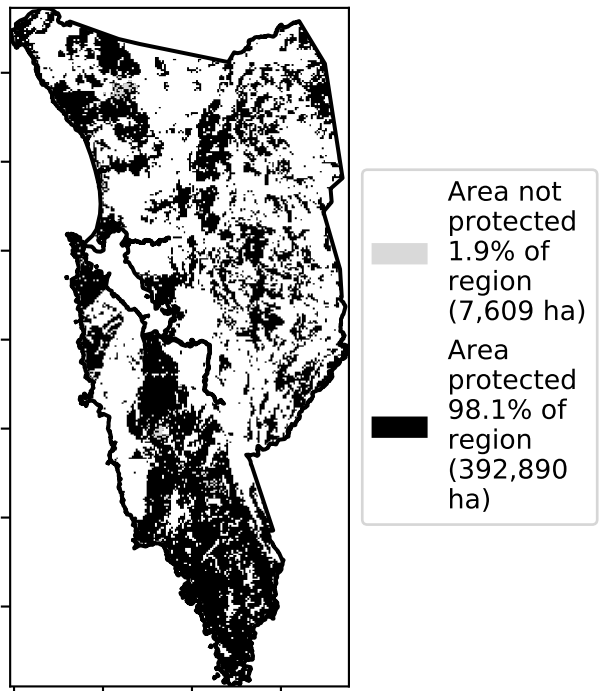 Area not
protected
1.9% of
region
(7,609 ha)
Area
protected
98.1% of
region
(392,890
ha)